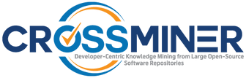 CROSSMINER
Developer-Centric Knowledge Mining from Large Open-Source
Software Repositories